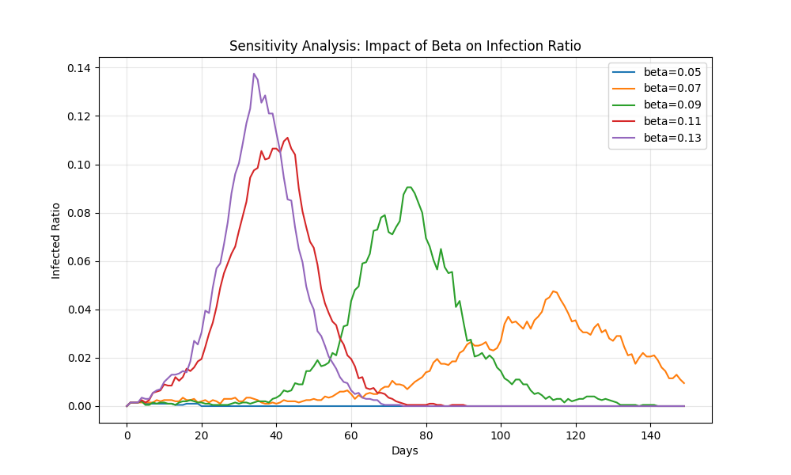 Sensitivity Analysis: Impact of Beta on Infection Ratio
0.14
0.12
0.10
0.08
0.06
0.04
0.02
0.00
Infected Ratio
beta=0.05
beta=0.07
beta=0.09
beta=0.11
beta=0.13
0 20 40 60 80 100 120 140
Days